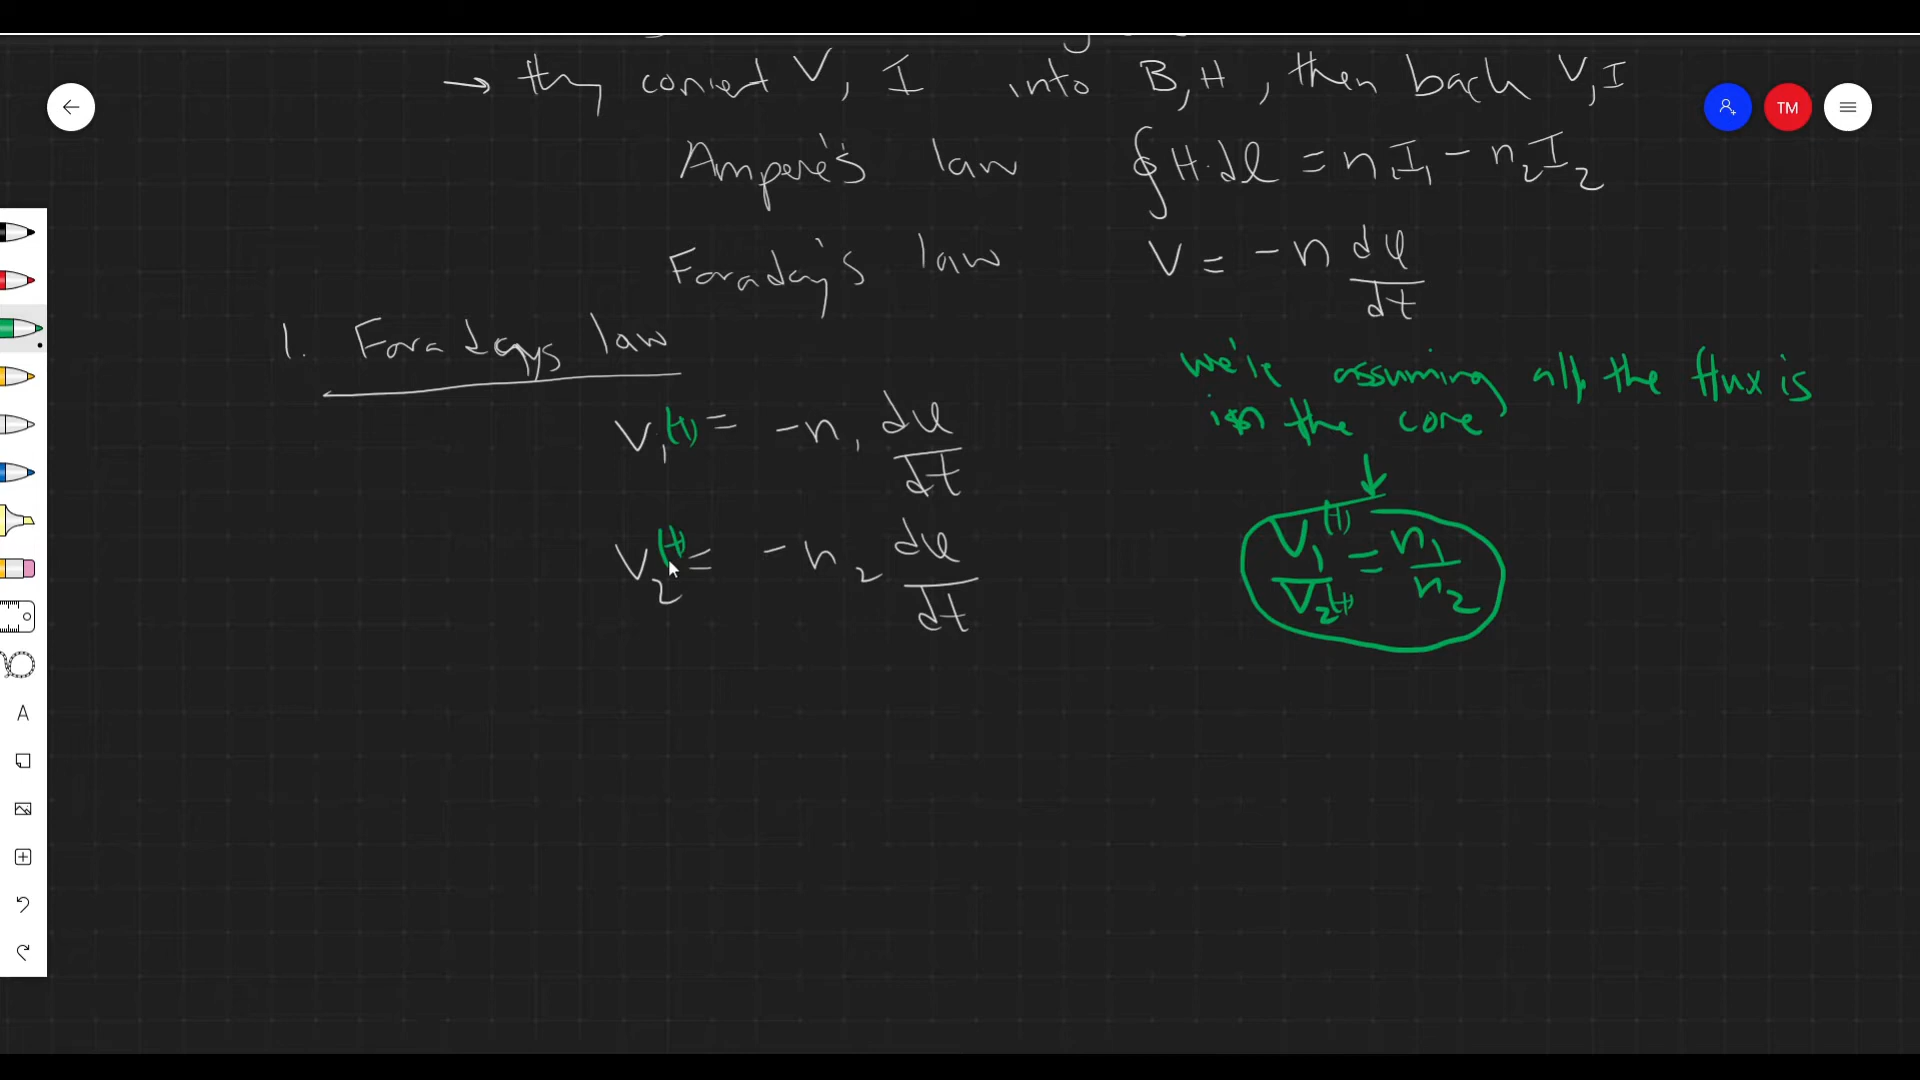 → they convert V, I into B, H, then back V, I
TM
Ampere's law ∮H·dl = nI₁ - n₂I₂
Faraday's law V = -n dφ/dt
1. Faradays law
we're assuming all the flux is
in the core
V₁(t) = -n₁ dφ/dt
V₂(t) = -n₂ dφ/dt
V₁(t)/V₂(t) = n₁/n₂
A